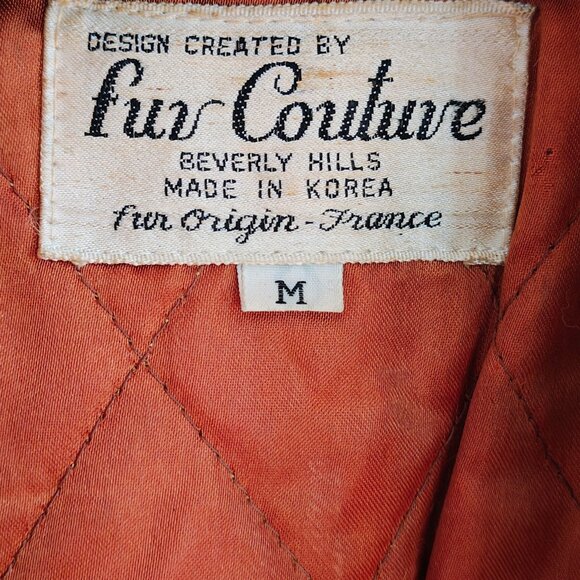 DESIGN CREATED BY
fur Couture
BEVERLY HILLS
MADE IN KOREA
fur Origin - France
M